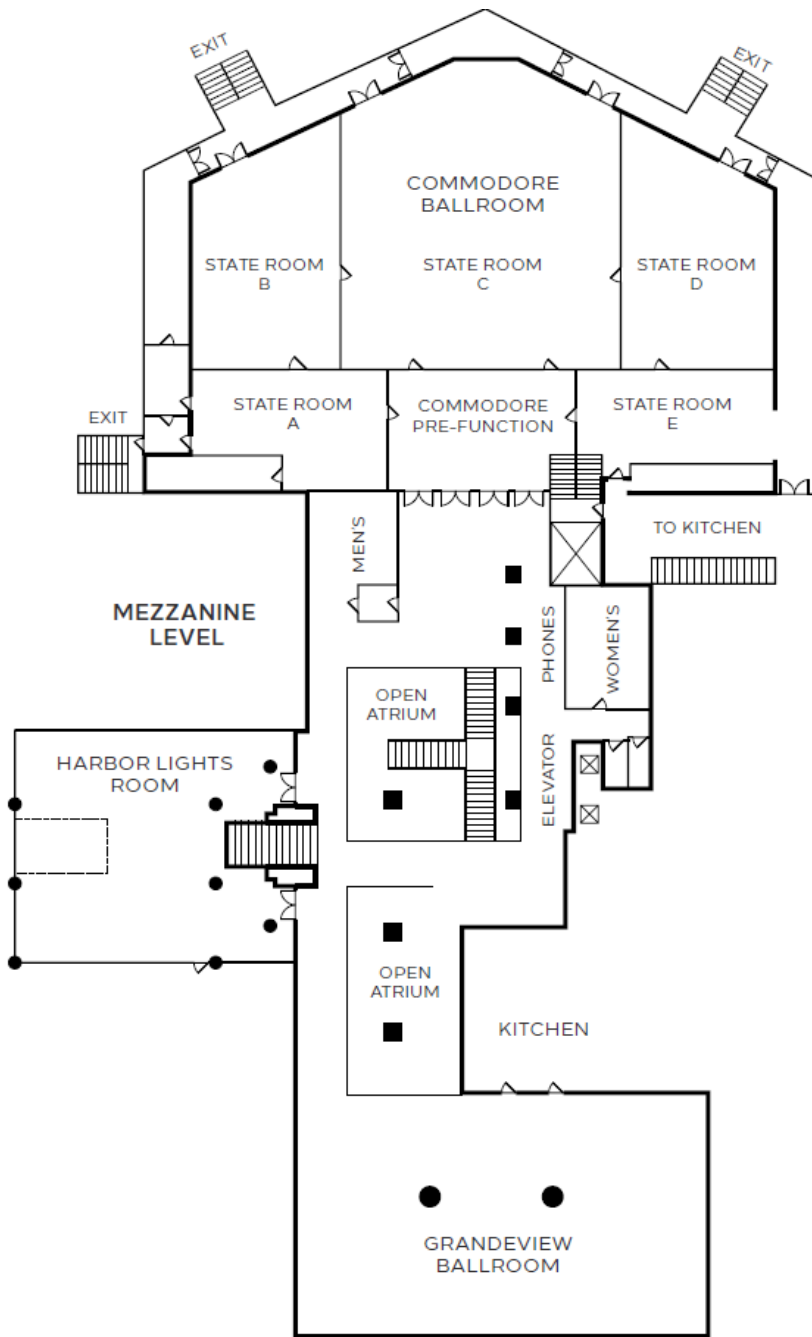 EXIT
EXIT
COMMODORE
BALLROOM
STATE ROOM
B
STATE ROOM
C
STATE ROOM
D
STATE ROOM
A
COMMODORE
PRE-FUNCTION
STATE ROOM
E
EXIT
MEN'S
TO KITCHEN
MEZZANINE
LEVEL
PHONES
WOMEN'S
OPEN
ATRIUM
HARBOR LIGHTS
ROOM
ELEVATOR
OPEN
ATRIUM
KITCHEN
GRANDEVIEW
BALLROOM